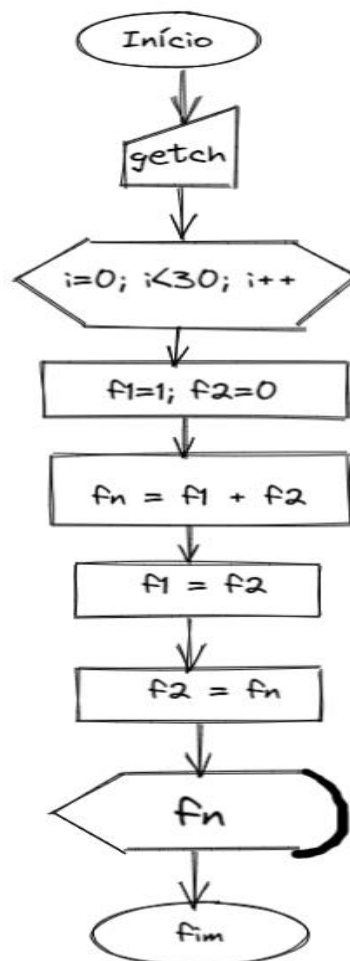 Início
getch
i=0; i<30; i++
f1=1; f2=0
fn = f1 + f2
f1 = f2
f2 = fn
fn
fim